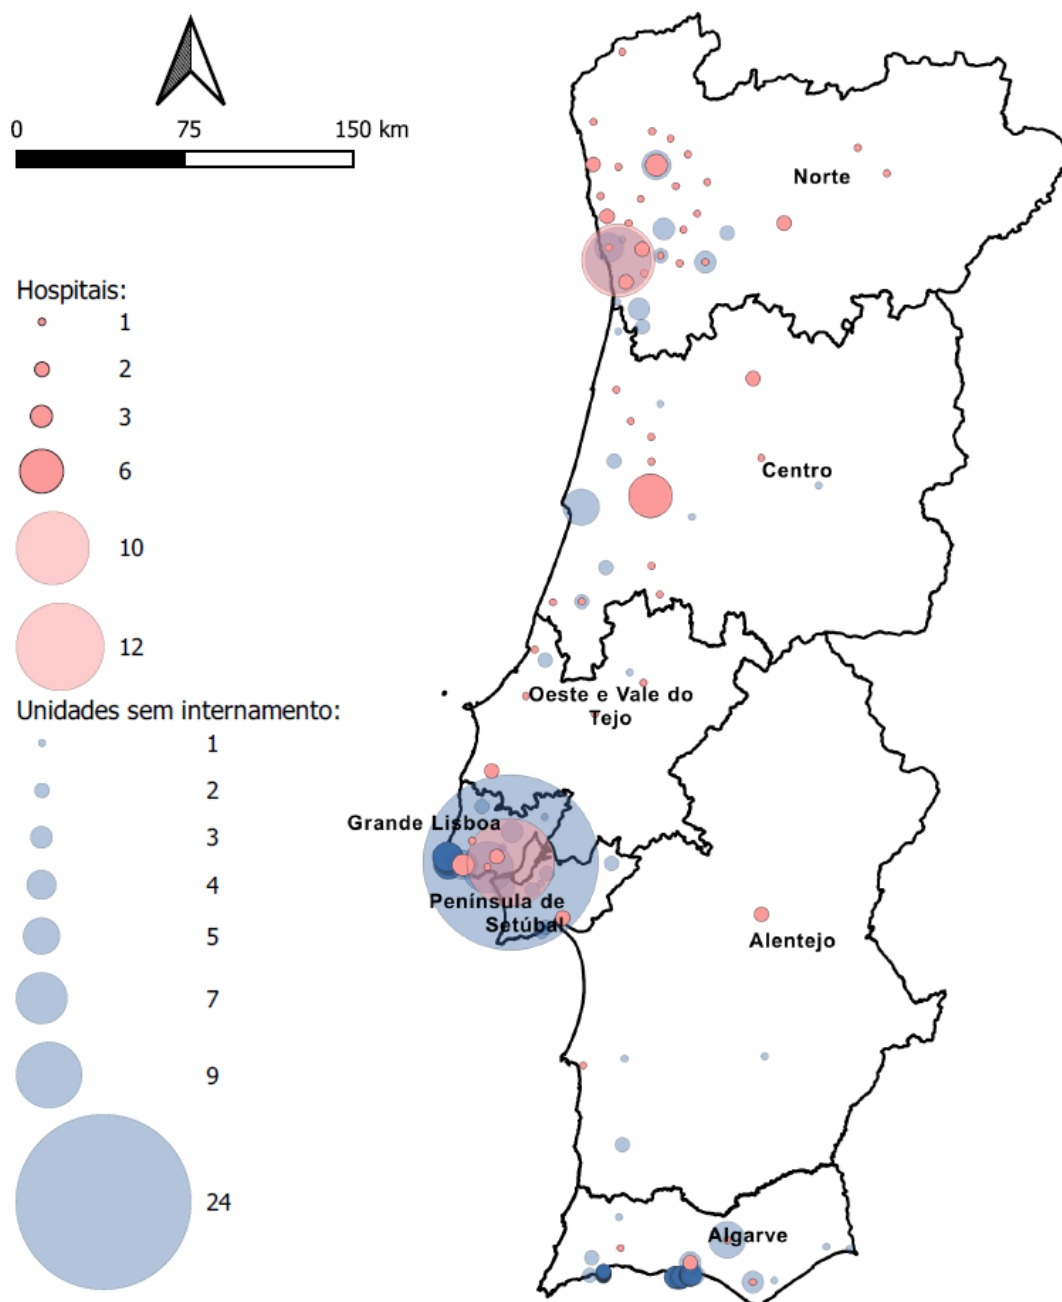 0 75 150 km
Norte
Hospitais:
1
2
3
6
10
12
Centro
Unidades sem internamento:
1
2
3
4
5
7
9
24
Oeste e Vale do
Tejo
Grande Lisboa
Península de
Setúbal
Alentejo
Algarve